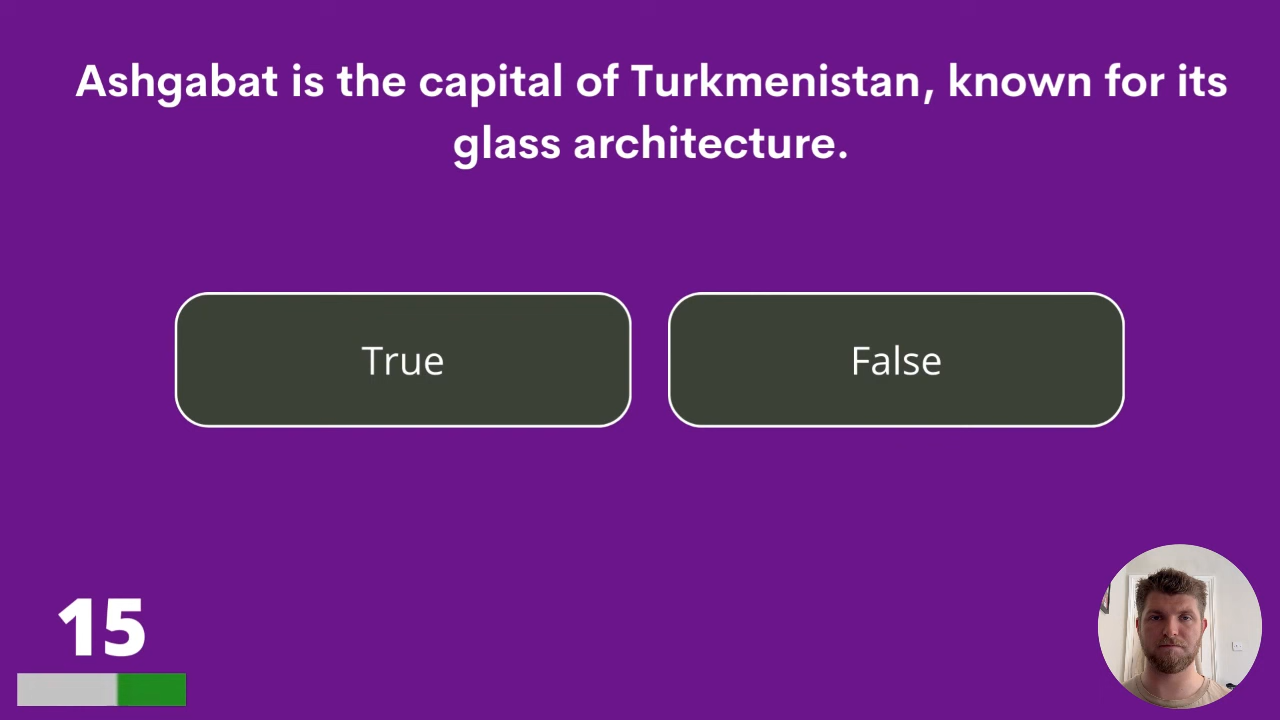 Ashgabat is the capital of Turkmenistan, known for its
glass architecture.
True
False
15